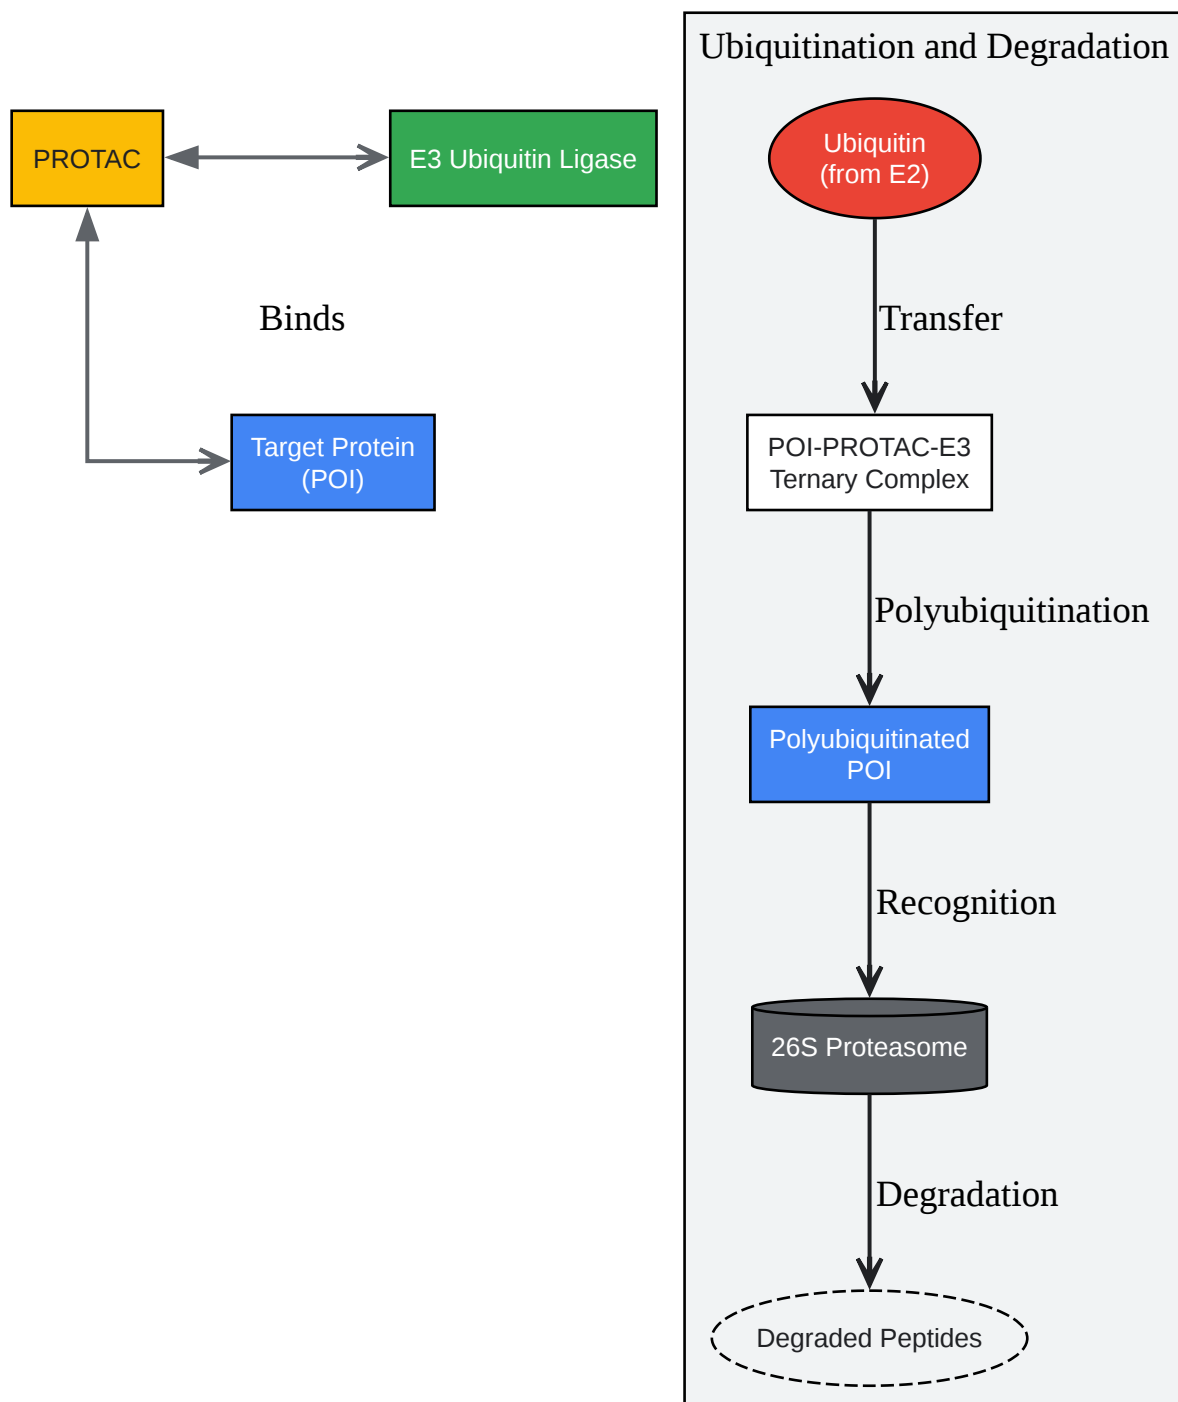 Ubiquitination and Degradation
PROTAC
E3 Ubiquitin Ligase
Ubiquitin
(from E2)
Binds
Transfer
Target Protein
(POI)
POI-PROTAC-E3
Ternary Complex
Polyubiquitination
Polyubiquitinated
POI
Recognition
26S Proteasome
Degradation
Degraded Peptides